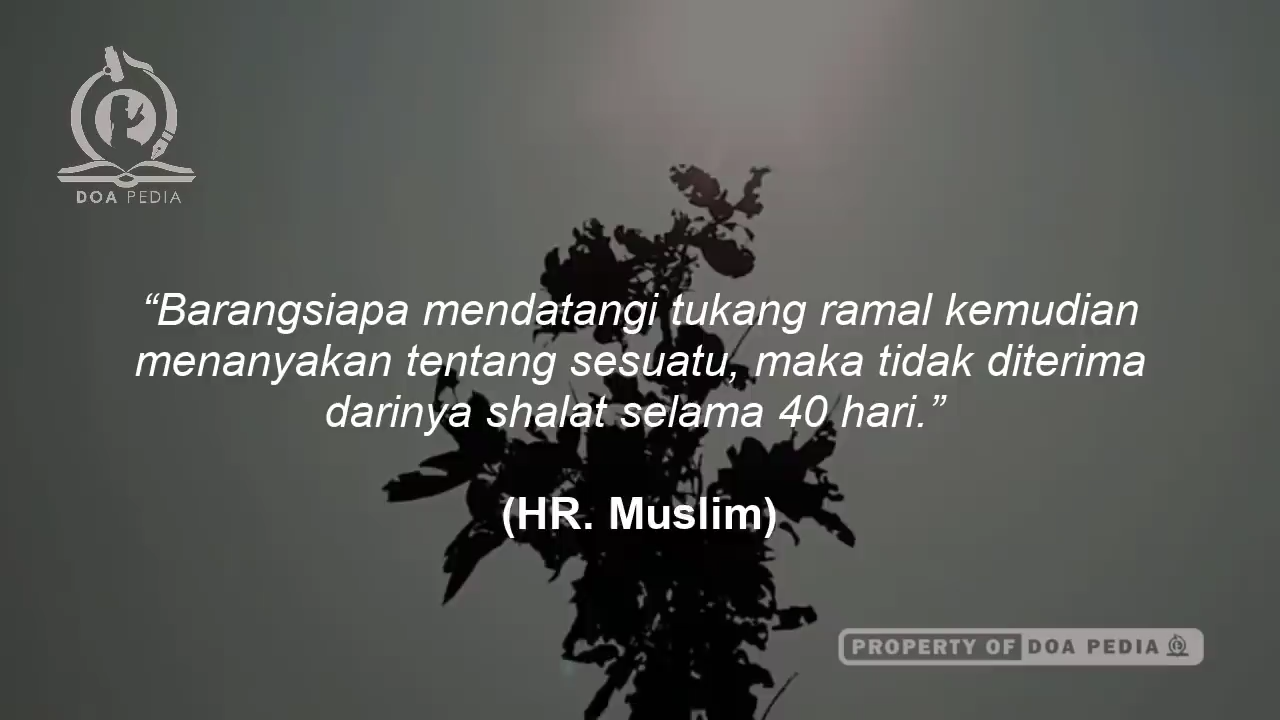 DOA PEDIA
“Barangsiapa mendatangi tukang ramal kemudian
menanyakan tentang sesuatu, maka tidak diterima
darinya shalat selama 40 hari.”
(HR. Muslim)
PROPERTY OF DOA PEDIA